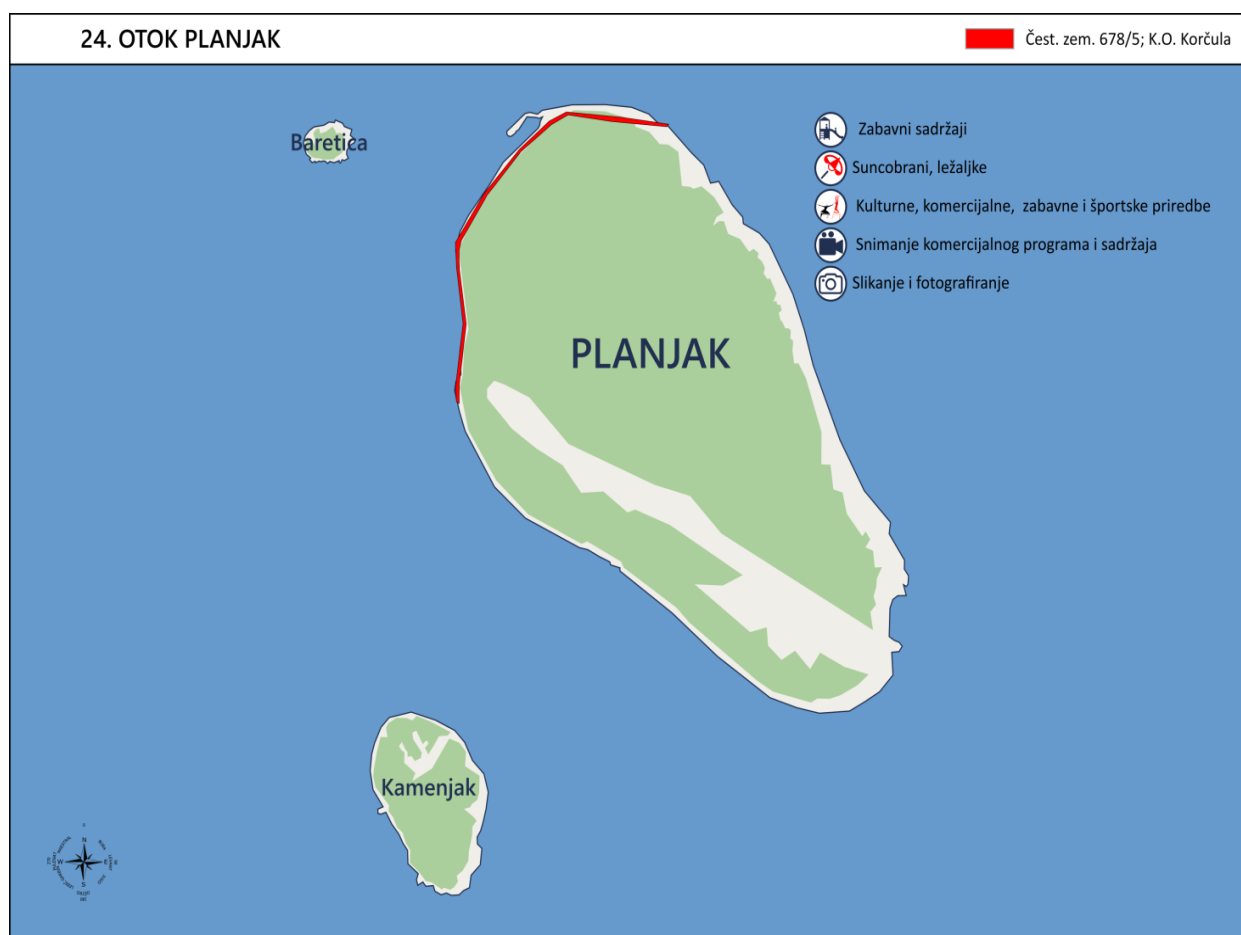 24. OTOK PLANJAK
Čest. zem. 678/5; K.O. Korčula
Baretica
Zabavni sadržaji
Suncobrani, ležaljke
Kulturne, komercijalne, zabavne i športske priredbe
Snimanje komercijalnog programa i sadržaja
Slikanje i fotografiranje
PLANJAK
Kamenjak
N
W
E
S